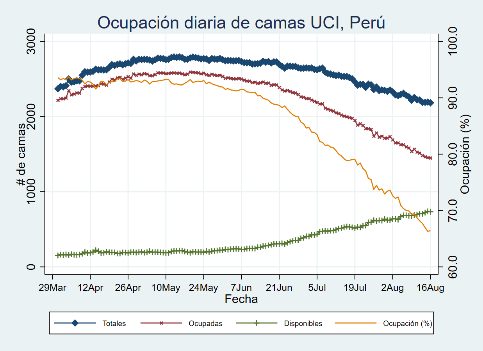 Ocupación diaria de camas UCI, Perú
# de camas
3000
2000
1000
0
100.0
90.0
80.0
70.0
60.0
Ocupación (%)
29Mar 12Apr 26Apr 10May 24May 7Jun 21Jun 5Jul 19Jul 2Aug 16Aug
Fecha
Totales Ocupadas Disponibles Ocupación (%)